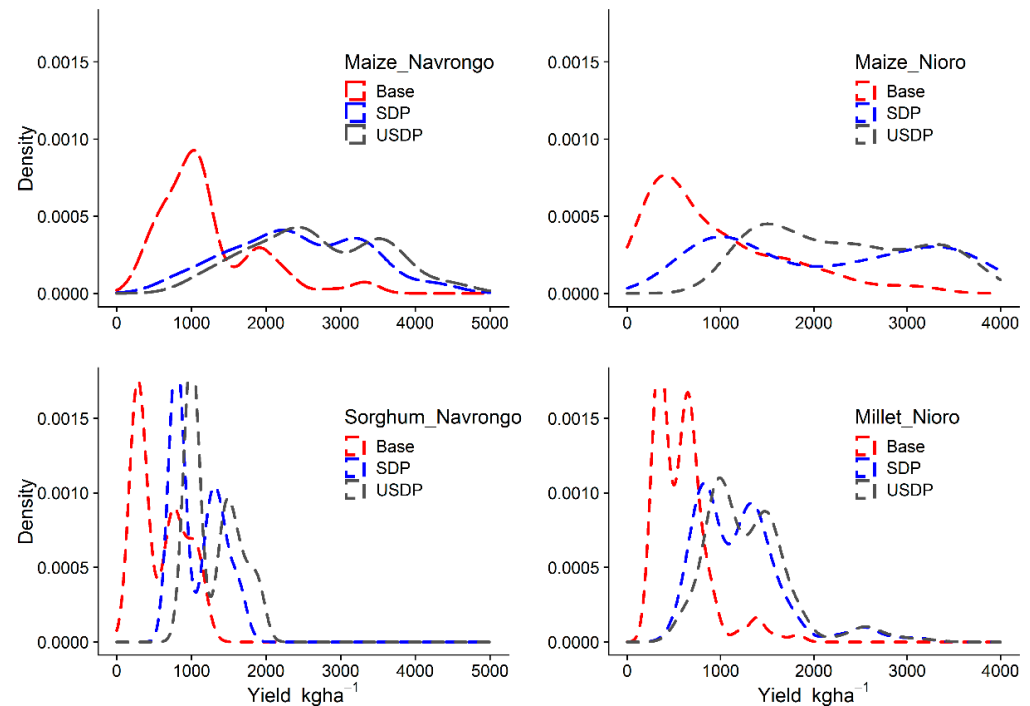 Maize_Navrongo
Base
SDP
USDP
Density
0.0015
0.0010
0.0005
0.0000
0 1000 2000 3000 4000 5000
Maize_Nioro
Base
SDP
USDP
0.0015
0.0010
0.0005
0.0000
0 1000 2000 3000 4000
Sorghum_Navrongo
Base
SDP
USDP
Density
0.0015
0.0010
0.0005
0.0000
0 1000 2000 3000 4000 5000
Yield kgha⁻¹
Millet_Nioro
Base
SDP
USDP
0.0015
0.0010
0.0005
0.0000
0 1000 2000 3000 4000
Yield kgha⁻¹